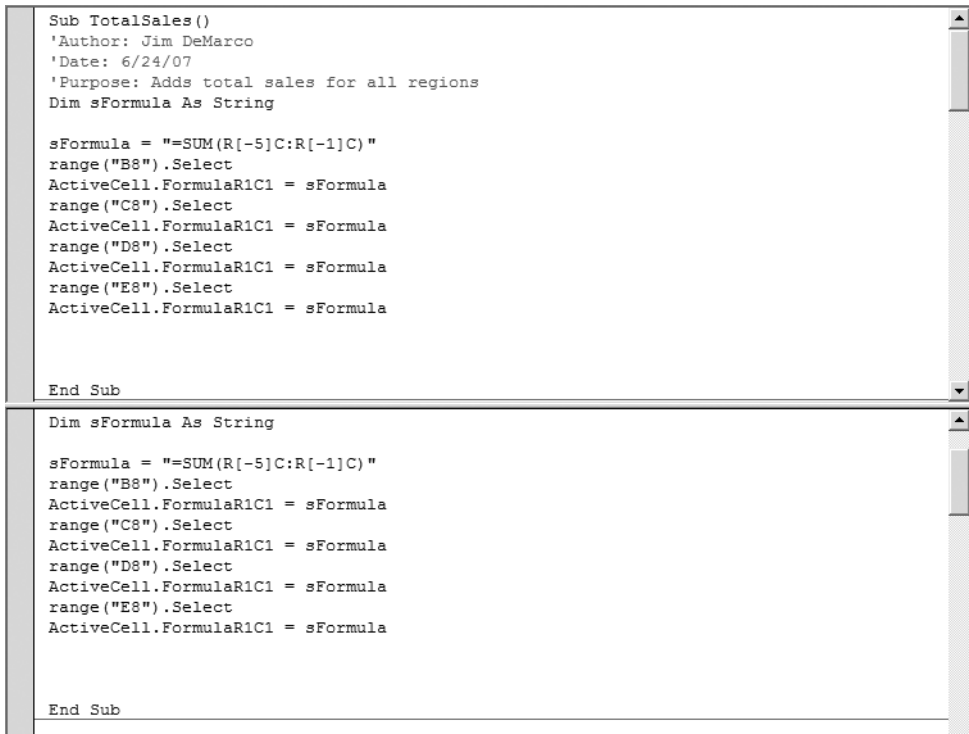 Sub TotalSales()
'Author: Jim DeMarco
'Date: 6/24/07
'Purpose: Adds total sales for all regions
Dim sFormula As String
sFormula = "=SUM(R[-5]C:R[-1]C)"
range("B8").Select
ActiveCell.FormulaR1C1 = sFormula
range("C8").Select
ActiveCell.FormulaR1C1 = sFormula
range("D8").Select
ActiveCell.FormulaR1C1 = sFormula
range("E8").Select
ActiveCell.FormulaR1C1 = sFormula
End Sub
Dim sFormula As String
sFormula = "=SUM(R[-5]C:R[-1]C)"
range("B8").Select
ActiveCell.FormulaR1C1 = sFormula
range("C8").Select
ActiveCell.FormulaR1C1 = sFormula
range("D8").Select
ActiveCell.FormulaR1C1 = sFormula
range("E8").Select
ActiveCell.FormulaR1C1 = sFormula
End Sub